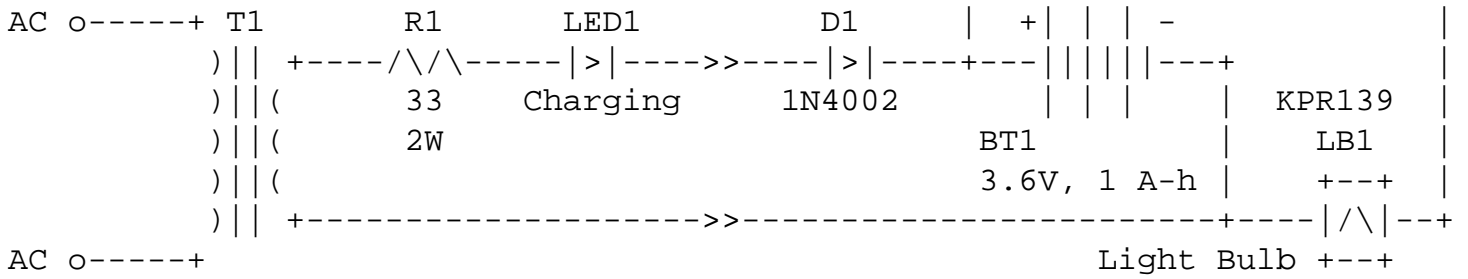 AC o-----+ T1 R1 LED1 D1 | +| | | - |
)|| +----/\/\-----|>|---->>----|>|----+---||||||---+ |
)||( 33 Charging 1N4002 | | | | KPR139 |
)||( 2W BT1 | LB1 |
)||( 3.6V, 1 A-h | +--+ |
)|| +------------------->>-----------------------+----|/\|--+
AC o-----+ Light Bulb +--+